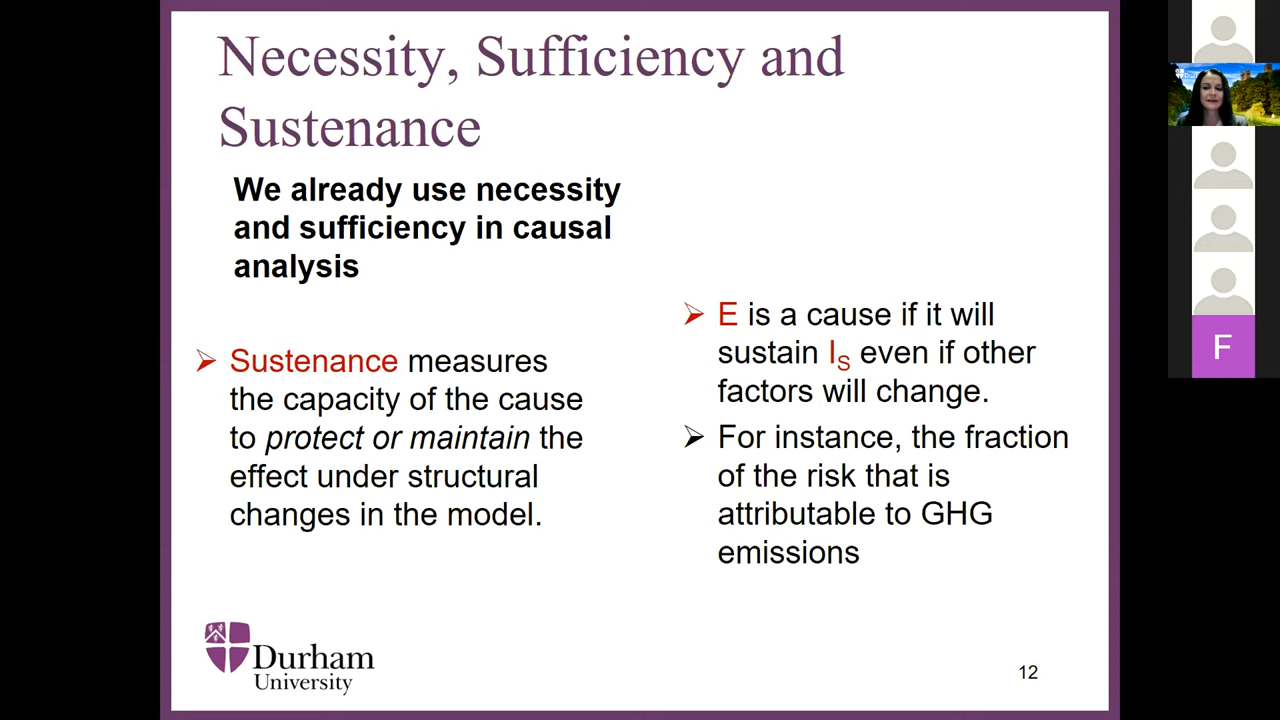 Necessity, Sufficiency and
Sustenance
We already use necessity
and sufficiency in causal
analysis
Sustenance measures
the capacity of the cause
to protect or maintain the
effect under structural
changes in the model.
E is a cause if it will
sustain IS even if other
factors will change.
For instance, the fraction
of the risk that is
attributable to GHG
emissions
Durham
University
12
F